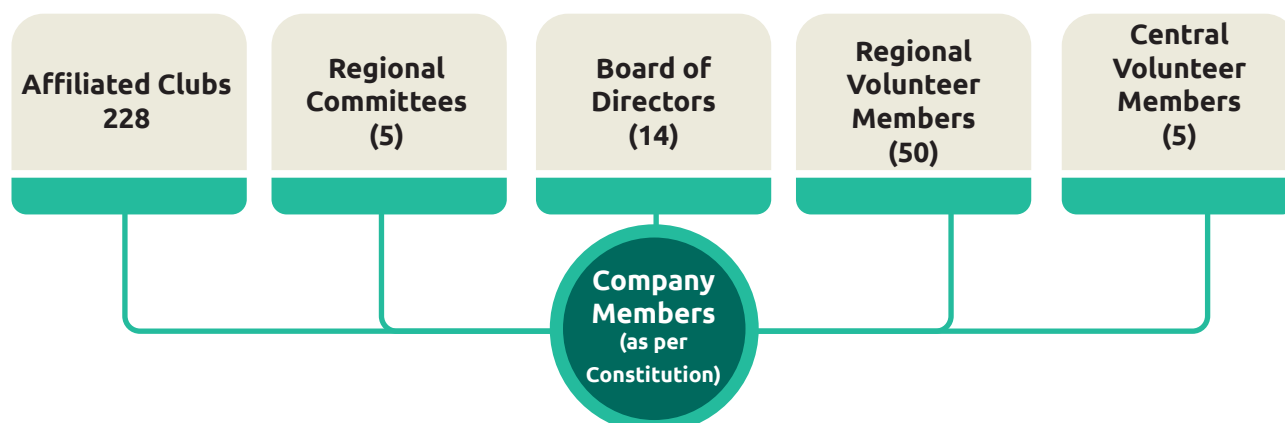 Affiliated Clubs
228
Regional
Committees
(5)
Board of
Directors
(14)
Regional
Volunteer
Members
(50)
Central
Volunteer
Members
(5)
Company
Members
(as per
Constitution)